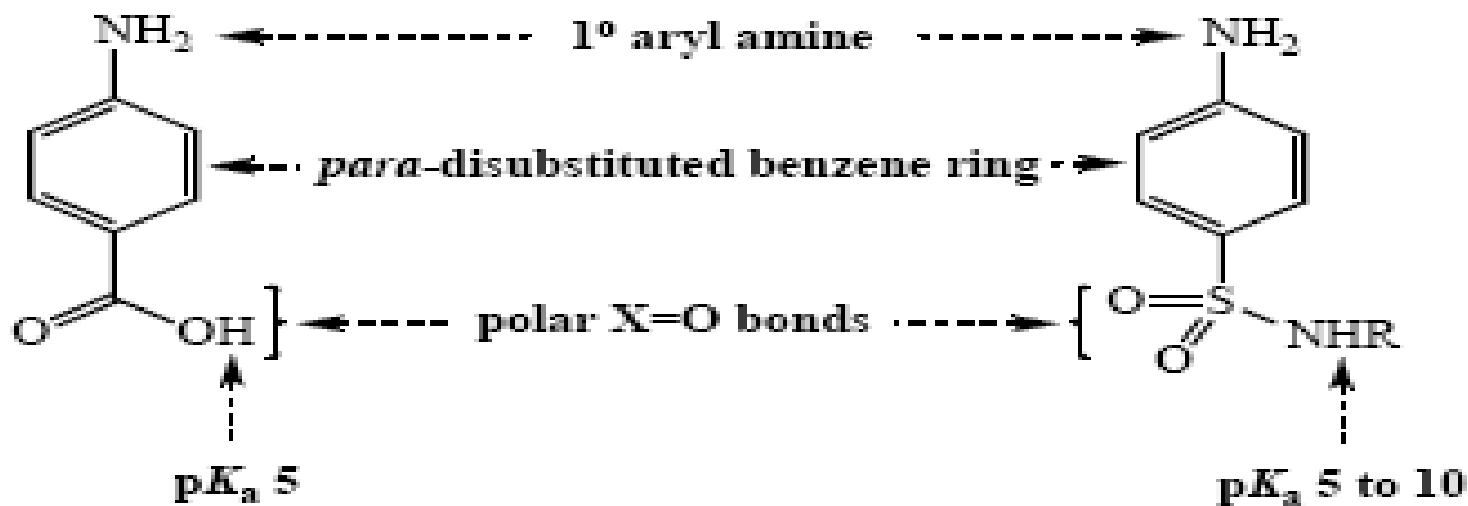 NH₂ 1º aryl amine NH₂
para-disubstituted benzene ring
O OH polar X=O bonds O S NHR
O
pKₐ 5 pKₐ 5 to 10